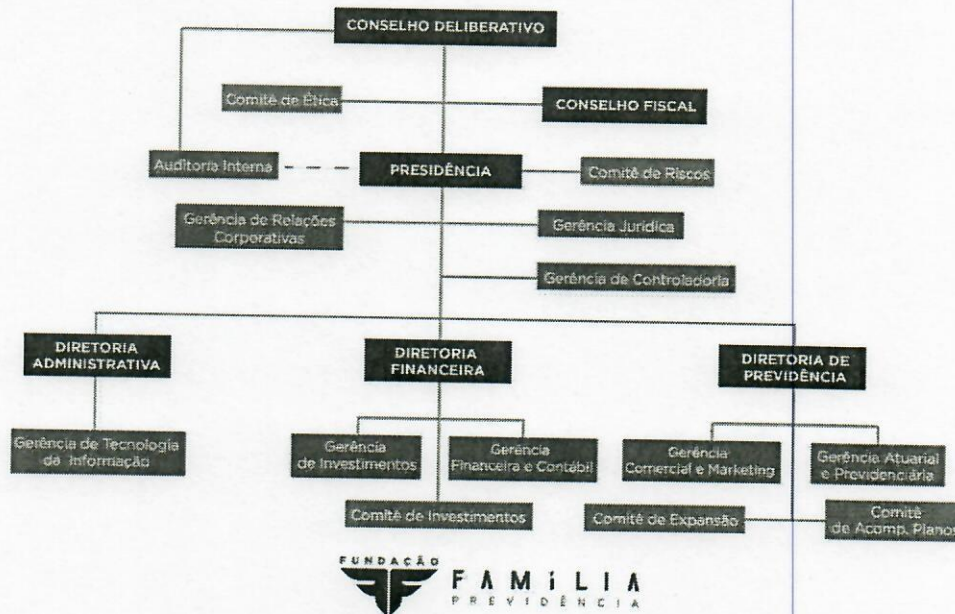 CONSELHO DELIBERATIVO
Comitê de Ética
CONSELHO FISCAL
Auditoria Interna
PRESIDÊNCIA
Comitê de Riscos
Gerência de Relações
Corporativas
Gerência Jurídica
Gerência de Controladoria
DIRETORIA
ADMINISTRATIVA
DIRETORIA
FINANCEIRA
DIRETORIA DE
PREVIDÊNCIA
Gerência de Tecnologia
da Informação
Gerência
de Investimentos
Gerência
Financeira e Contábil
Gerência
Comercial e Marketing
Gerência Atuarial
e Previdenciária
Comitê de Investimentos
Comitê de Expansão
Comitê
de Acomp. Planos
FUNDAÇÃO
FAMÍLIA
PREVIDÊNCIA